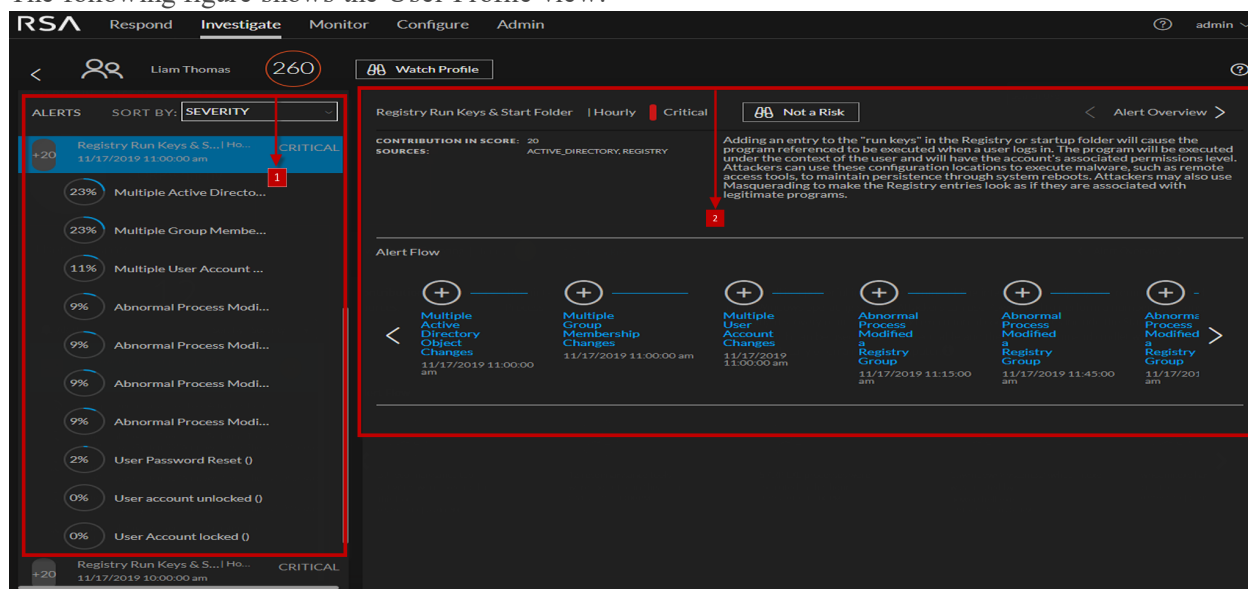 The following figure shows the User Profile view.
RSA Respond Investigate Monitor Configure Admin admin
Liam Thomas 260 Watch Profile
ALERTS SORT BY: SEVERITY
+20 Registry Run Keys & S... | Ho... CRITICAL
11/17/2019 11:00:00 am
1
23% Multiple Active Directo...
23% Multiple Group Membe...
11% Multiple User Account ...
9% Abnormal Process Modi...
9% Abnormal Process Modi...
9% Abnormal Process Modi...
9% Abnormal Process Modi...
2% User Password Reset ()
0% User account unlocked ()
0% User Account locked ()
+20 Registry Run Keys & S... | Ho... CRITICAL
11/17/2019 10:00:00 am
Registry Run Keys & Start Folder | Hourly Critical Not a Risk < Alert Overview >
CONTRIBUTION IN SCORE: 20
SOURCES: ACTIVE_DIRECTORY, REGISTRY
Adding an entry to the "run keys" in the Registry or startup folder will cause the
program referenced to be executed when a user logs in. The program will be executed
under the context of the user and will have the account's associated permissions level.
Attackers can use these configuration locations to execute malware, such as remote
access tools, to maintain persistence through system reboots. Attackers may also use
Masquerading to make the Registry entries look as if they are associated with
legitimate programs.
2
Alert Flow
Multiple
Active
Directory
Object
Changes
11/17/2019 11:00:00
am
Multiple
Group
Membership
Changes
11/17/2019 11:00:00 am
Multiple
User
Account
Changes
11/17/2019
11:00:00 am
Abnormal
Process
Modified
a
Registry
Group
11/17/2019 11:15:00
am
Abnormal
Process
Modified
a
Registry
Group
11/17/2019 11:45:00
am
Abnorma
Process
Modified
a
Registry
Group
11/17/201
am